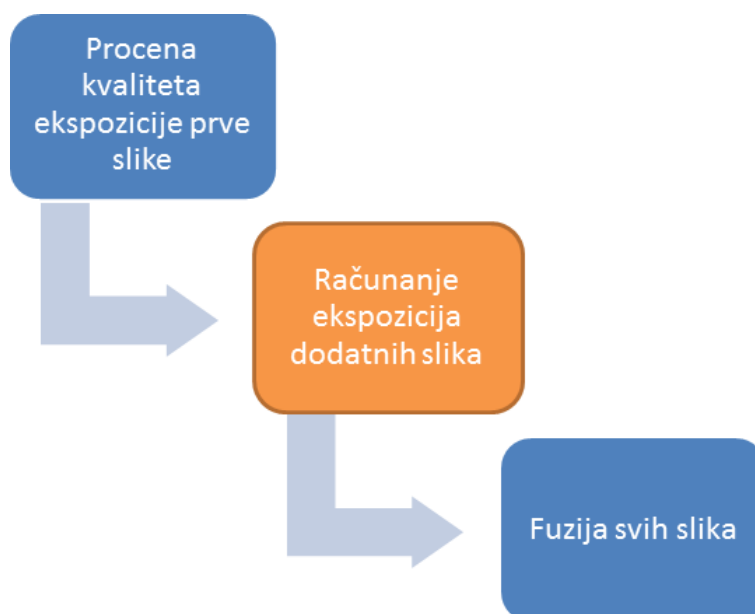 Procena
kvaliteta
ekspozicije prve
slike
Računanje
ekspozicija
dodatnih slika
Fuzija svih slika